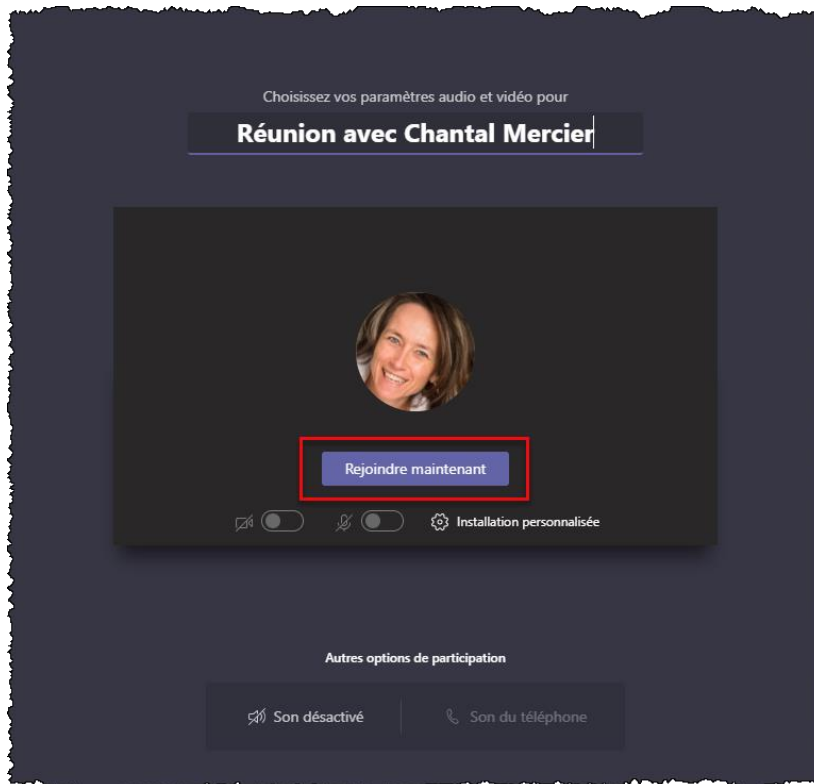 Choisissez vos paramètres audio et vidéo pour
Réunion avec Chantal Mercier
Rejoindre maintenant
Installation personnalisée
Autres options de participation
Son désactivé
Son du téléphone